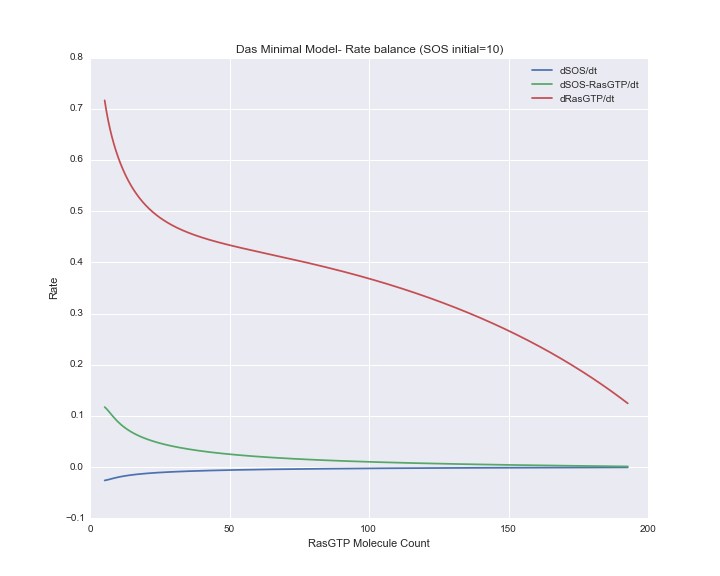 Das Minimal Model- Rate balance (SOS initial=10)
0.8
0.7
0.6
0.5
0.4
0.3
0.2
0.1
0.0
−0.1
Rate
dSOS/dt
dSOS-RasGTP/dt
dRasGTP/dt
0
50
100
150
200
RasGTP Molecule Count